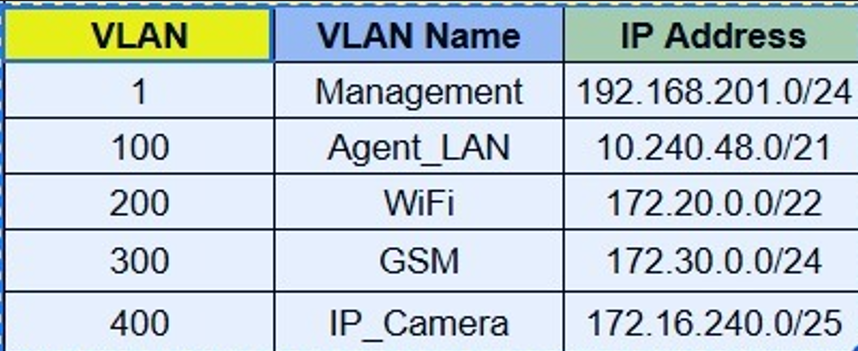 VLAN VLAN Name IP Address
1 Management 192.168.201.0/24
100 Agent_LAN 10.240.48.0/21
200 WiFi 172.20.0.0/22
300 GSM 172.30.0.0/24
400 IP_Camera 172.16.240.0/25